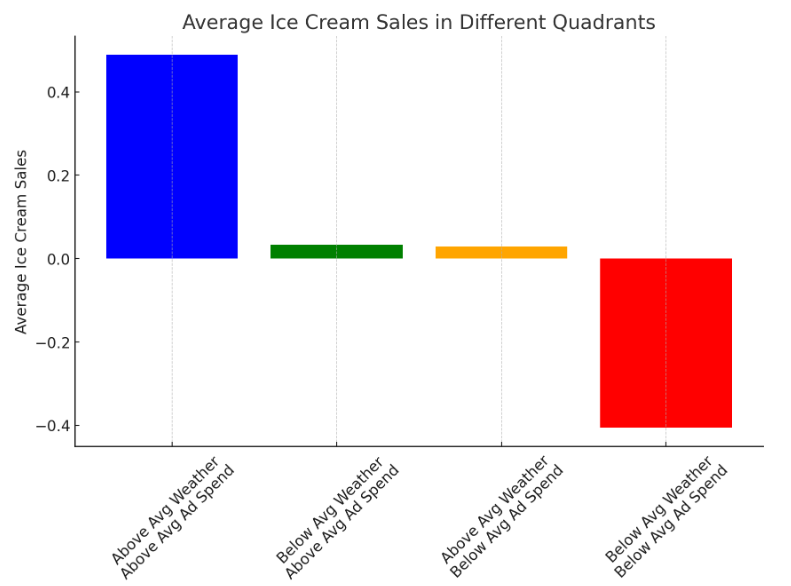 Average Ice Cream Sales in Different Quadrants
Average Ice Cream Sales
0.4
0.2
0.0
−0.2
−0.4
Above Avg Weather
Above Avg Ad Spend
Below Avg Weather
Above Avg Ad Spend
Above Avg Weather
Below Avg Ad Spend
Below Avg Weather
Below Avg Ad Spend